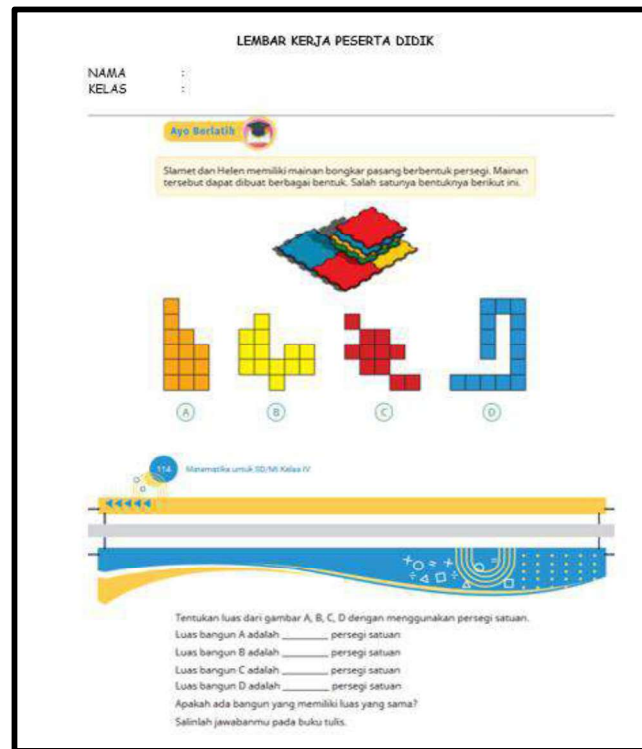 LEMBAR KERJA PESERTA DIDIK
NAMA :
KELAS :
Ayo Berlatih
Slamet dan Helen memiliki mainan bongkar pasang berbentuk persegi. Mainan
tersebut dapat dibuat berbagai bentuk. Salah satunya bentuknya berikut ini.
A B C D
114 Matematika untuk SD/MI Kelas IV
Tentukan luas dari gambar A, B, C, D dengan menggunakan persegi satuan.
Luas bangun A adalah ________ persegi satuan
Luas bangun B adalah ________ persegi satuan
Luas bangun C adalah ________ persegi satuan
Luas bangun D adalah ________ persegi satuan
Apakah ada bangun yang memiliki luas yang sama?
Salinlah jawabanmu pada buku tulis.